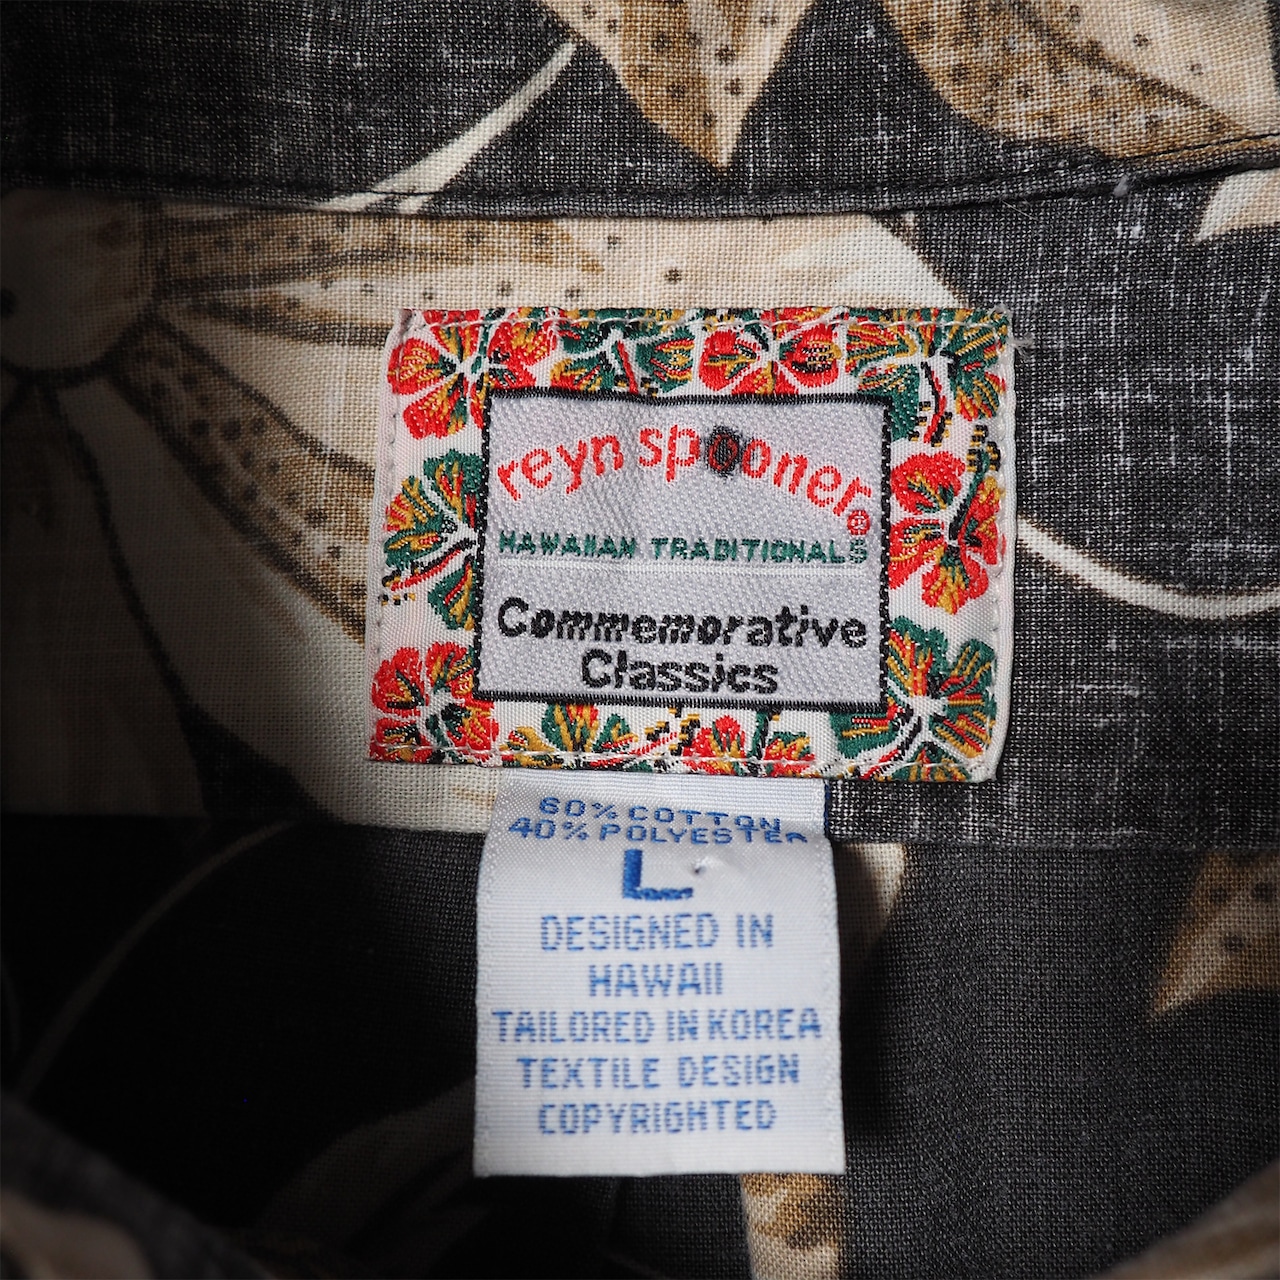 reyn spooner®
HAWAIIAN TRADITIONALS
Commemorative
Classics
60% COTTON
40% POLYESTER
L
DESIGNED IN
HAWAII
TAILORED IN KOREA
TEXTILE DESIGN
COPYRIGHTED